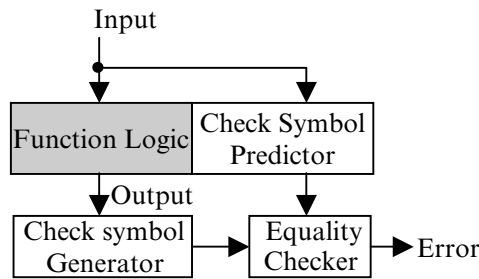 Input
Function Logic
Check Symbol
Predictor
Output
Check symbol
Generator
Equality
Checker
Error